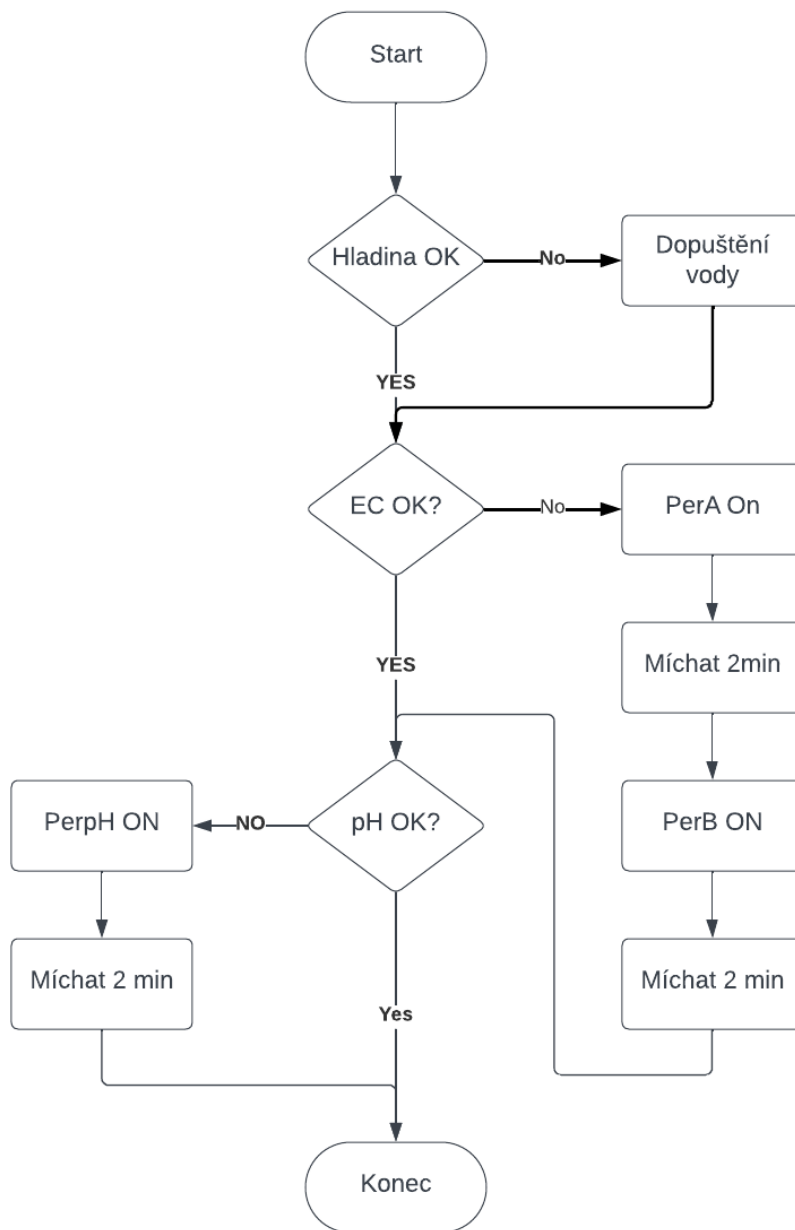 Start
Hladina OK
No
Dopuštění
vody
YES
EC OK?
No
PerA On
Míchat 2min
YES
PerpH ON
NO
pH OK?
PerB ON
Míchat 2 min
Yes
Míchat 2 min
Konec